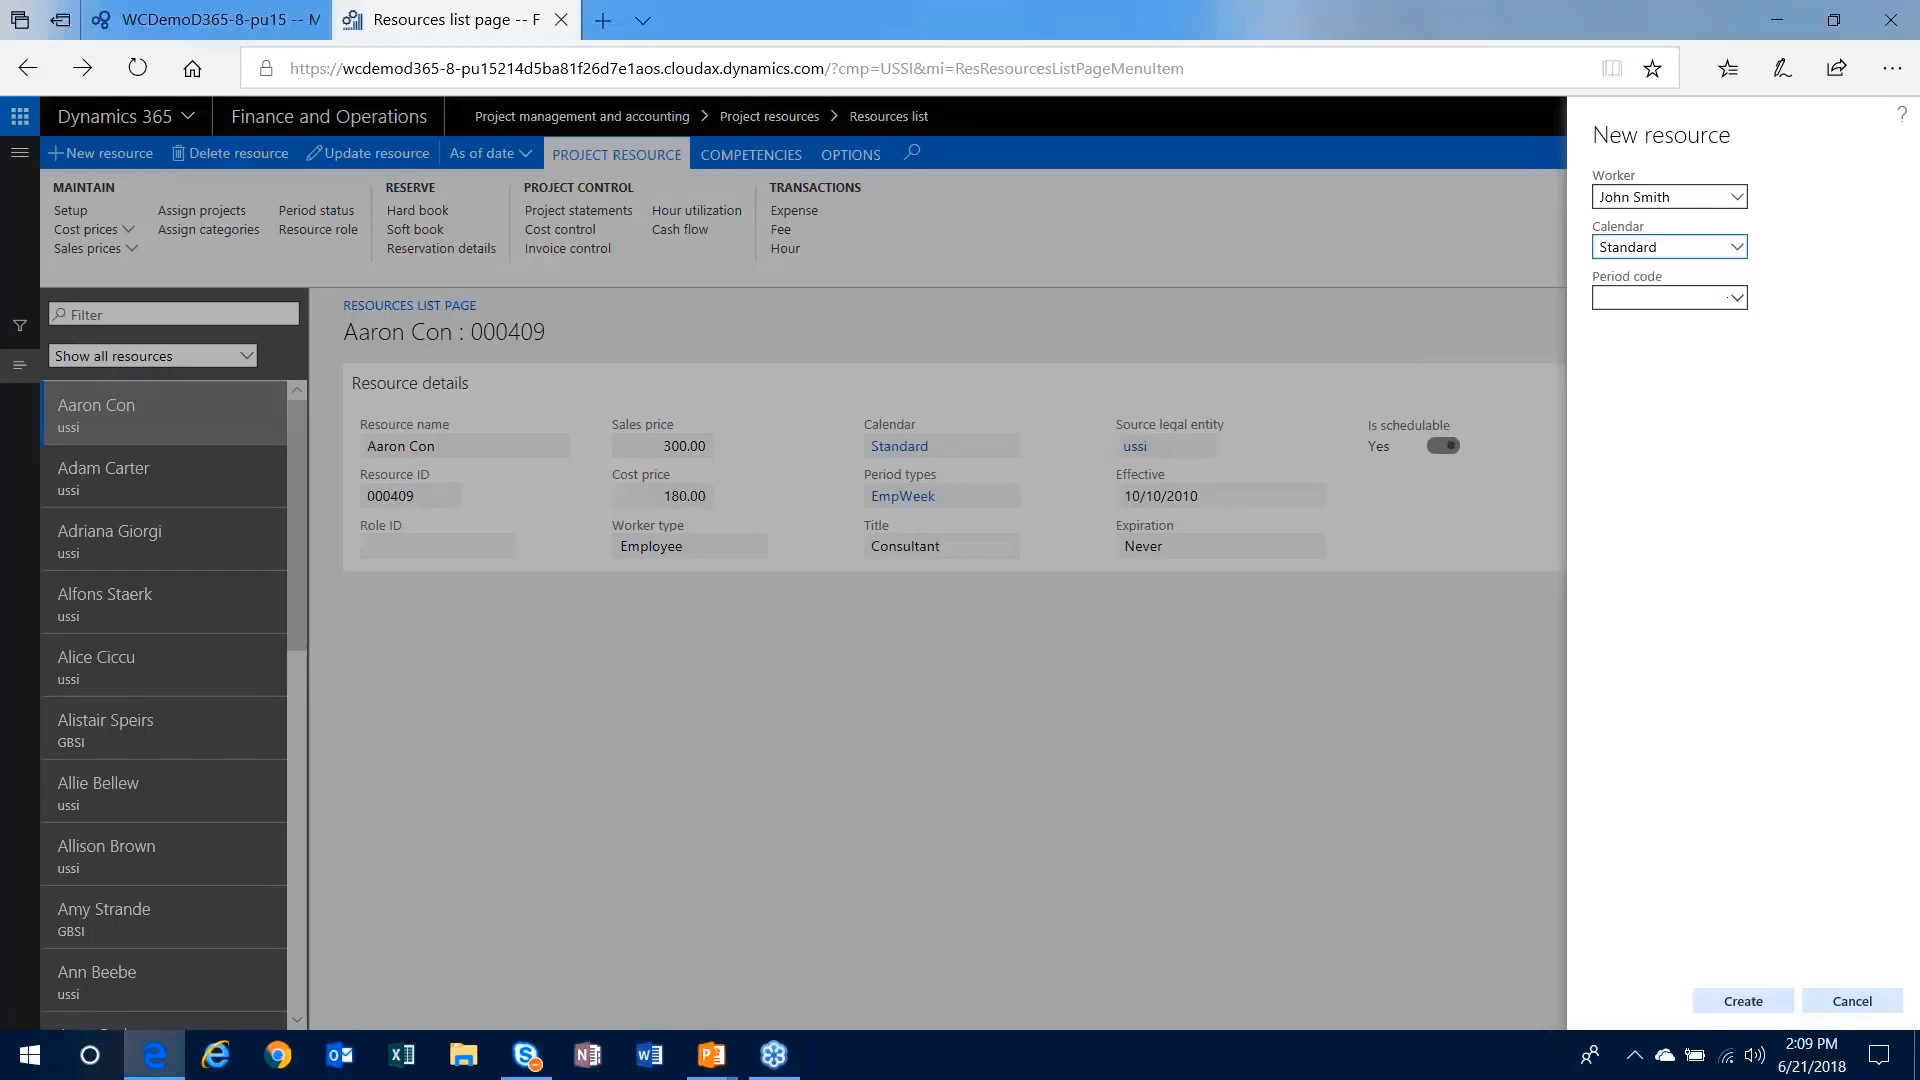 WCDemoD365-8-pu15 -- M
Resources list page -- F
https://wcdemod365-8-pu15214d5ba81f26d7e1aos.cloudax.dynamics.com/?cmp=USSI&mi=ResResourcesListPageMenuItem
Dynamics 365
Finance and Operations
Project management and accounting > Project resources > Resources list
?
New resource
Delete resource
Update resource
As of date
PROJECT RESOURCE
COMPETENCIES
OPTIONS
MAINTAIN
Setup
Assign projects
Period status
Cost prices
Assign categories
Resource role
Sales prices
RESERVE
Hard book
Soft book
Reservation details
PROJECT CONTROL
Project statements
Hour utilization
Cost control
Cash flow
Invoice control
TRANSACTIONS
Expense
Fee
Hour
Filter
Show all resources
Aaron Con
ussi
Adam Carter
ussi
Adriana Giorgi
ussi
Alfons Staerk
ussi
Alice Ciccu
ussi
Alistair Speirs
GBSI
Allie Bellew
ussi
Allison Brown
ussi
Amy Strande
GBSI
Ann Beebe
ussi
RESOURCES LIST PAGE
Aaron Con : 000409
Resource details
Resource name
Aaron Con
Resource ID
000409
Role ID
Sales price
300.00
Cost price
180.00
Worker type
Employee
Calendar
Standard
Period types
EmpWeek
Title
Consultant
Source legal entity
ussi
Effective
10/10/2010
Expiration
Never
Is schedulable
Yes
New resource
Worker
John Smith
Calendar
Standard
Period code
Create
Cancel
2:09 PM
6/21/2018